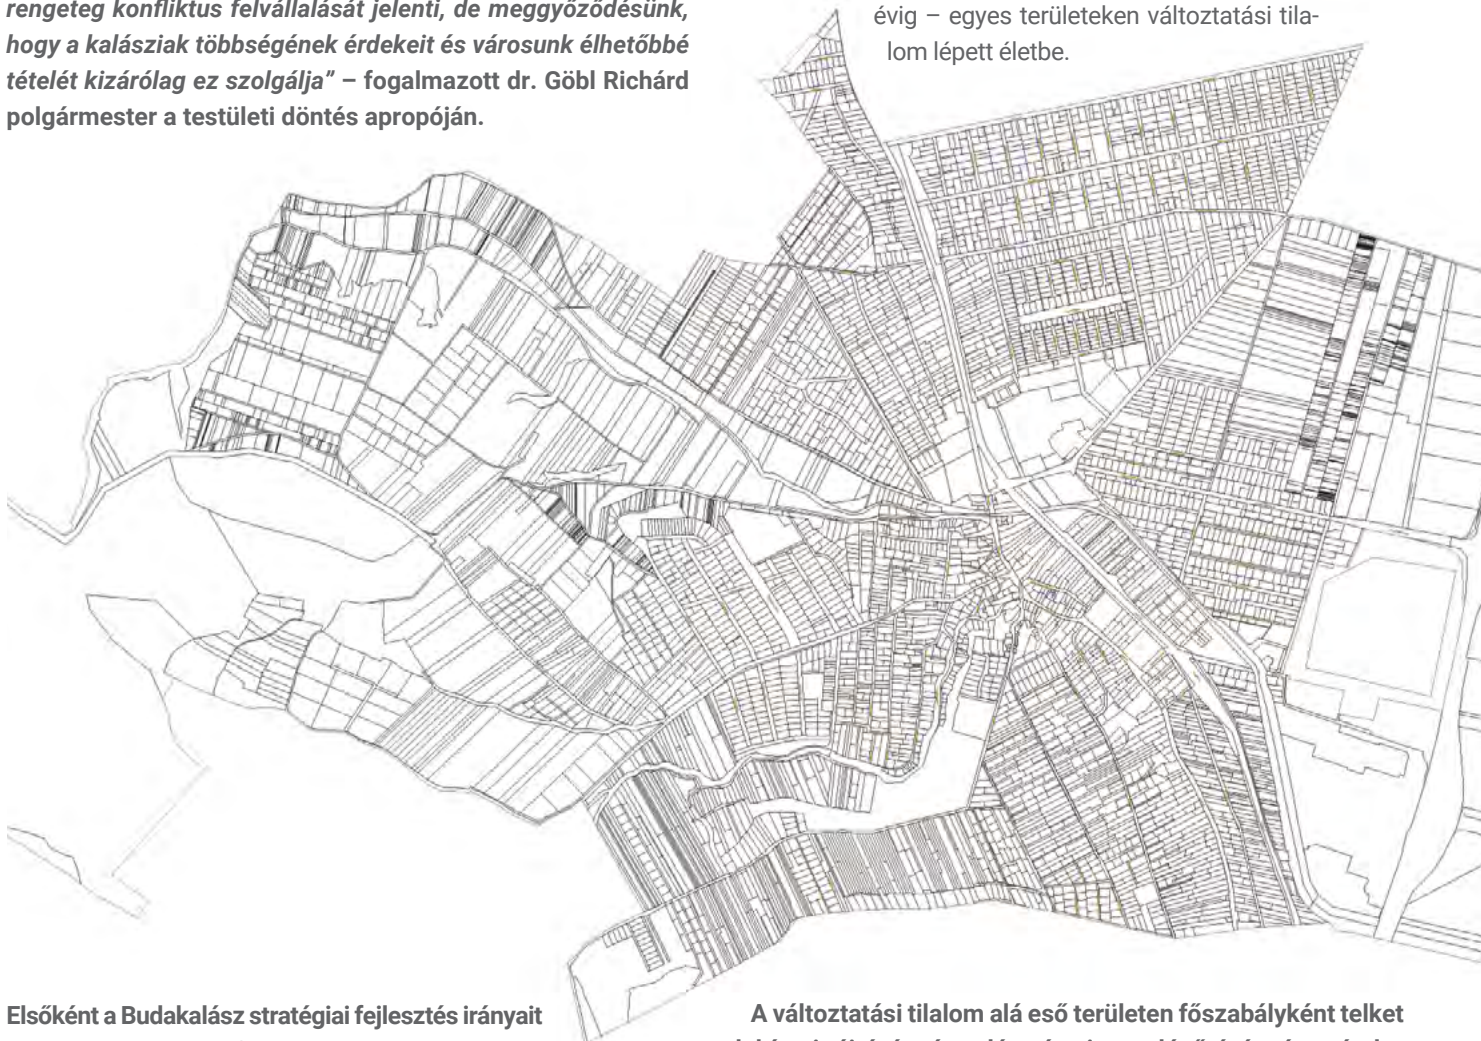 rengeteg konfliktus felvállalását jelenti, de meggyőződésünk,
hogy a kalásziak többségének érdekeit és városunk élhetőbbé
tételét kizárólag ez szolgálja” – fogalmazott dr. Göbl Richárd
polgármester a testületi döntés apropóján.
évig – egyes területeken változtatási tila-
lom lépett életbe.
Elsőként a Budakalász stratégiai fejlesztés irányait
A változtatási tilalom alá eső területen főszabályként telket